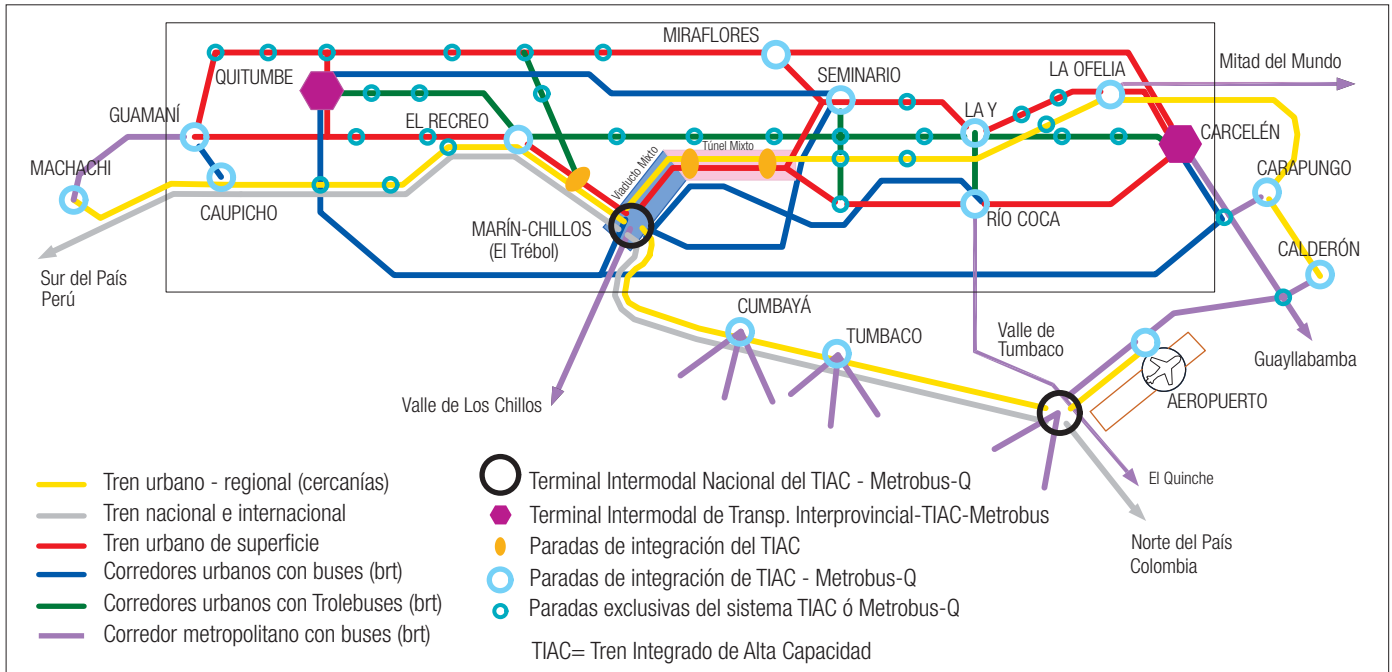 MIRAFLORES
SEMINARIO
LA OFELIA
Mitad del Mundo
QUITUMBE
LA Y
GUAMANÍ
EL RECREO
CARCELÉN
Viaducto Mixto
Túnel Mixto
MACHACHI
CARAPUNGO
CAUPICHO
MARÍN-CHILLOS
(El Trébol)
RÍO COCA
CALDERÓN
Sur del País
Perú
CUMBAYÁ
TUMBACO
Valle de
Tumbaco
Guayllabamba
Valle de Los Chillos
AEROPUERTO
El Quinche
Norte del País
Colombia
Tren urbano - regional (cercanías)
Tren nacional e internacional
Tren urbano de superficie
Corredores urbanos con buses (brt)
Corredores urbanos con Trolebuses (brt)
Corredor metropolitano con buses (brt)
Terminal Intermodal Nacional del TIAC - Metrobus-Q
Terminal Intermodal de Transp. Interprovincial-TIAC-Metrobus
Paradas de integración del TIAC
Paradas de integración de TIAC - Metrobus-Q
Paradas exclusivas del sistema TIAC ó Metrobus-Q
TIAC= Tren Integrado de Alta Capacidad